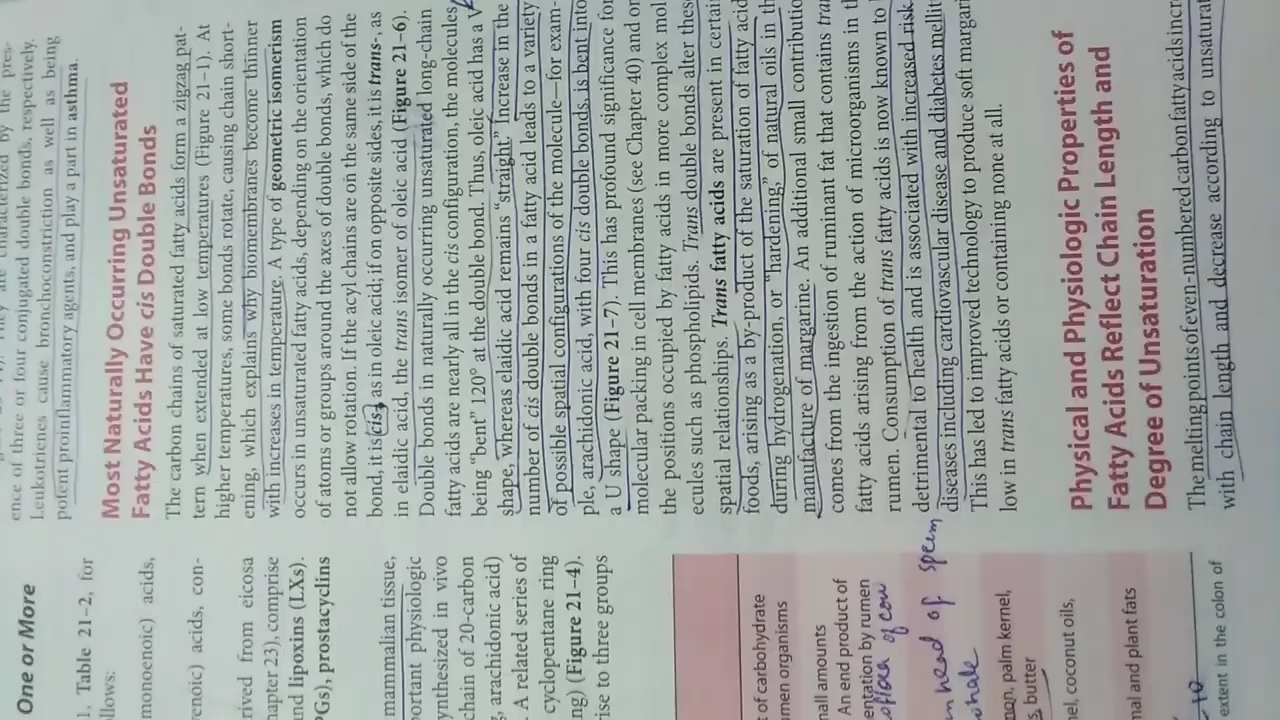 One or More
1. Table 21–2, for
llows:
monoenoic) acids,
renoic) acids, con-
rived from eicosa
hapter 23), comprise
nd lipoxins (LXs).
PGs), prostacyclins
mammalian tissue,
portant physiologic
ynthesized in vivo
chain of 20-carbon
, arachidonic acid)
. A related series of
cyclopentane ring
ng) (Figure 21–4).
rise to three groups
t of carbohydrate
men organisms
mall amounts
An end product of
entation by rumen
of cow
head of sperm
whale
mon, palm kernel,
s, butter
nel, coconut oils,
mal and plant fats
extent in the colon of
characterized by the pres-
ence of three or four conjugated double bonds, respectively.
Leukotrienes cause bronchoconstriction as well as being
potent proinflammatory agents, and play a part in asthma.
Most Naturally Occurring Unsaturated
Fatty Acids Have cis Double Bonds
The carbon chains of saturated fatty acids form a zigzag pat-
tern when extended at low temperatures (Figure 21–1). At
higher temperatures, some bonds rotate, causing chain short-
ening, which explains why biomembranes become thinner
with increases in temperature. A type of geometric isomerism
occurs in unsaturated fatty acids, depending on the orientation
of atoms or groups around the axes of double bonds, which do
not allow rotation. If the acyl chains are on the same side of the
bond, it is cis-, as in oleic acid; if on opposite sides, it is trans-, as
in elaidic acid, the trans isomer of oleic acid (Figure 21–6).
Double bonds in naturally occurring unsaturated long-chain
fatty acids are nearly all in the cis configuration, the molecules
being “bent” 120° at the double bond. Thus, oleic acid has a V
shape, whereas elaidic acid remains “straight.” Increase in the
number of cis double bonds in a fatty acid leads to a variety
of possible spatial configurations of the molecule—for exam-
ple, arachidonic acid, with four cis double bonds, is bent into
a U shape (Figure 21–7). This has profound significance for
molecular packing in cell membranes (see Chapter 40) and on
the positions occupied by fatty acids in more complex mol
ecules such as phospholipids. Trans double bonds alter thes
spatial relationships. Trans fatty acids are present in certai
foods, arising as a by-product of the saturation of fatty acid
during hydrogenation, or “hardening,” of natural oils in th
manufacture of margarine. An additional small contributio
comes from the ingestion of ruminant fat that contains tran
fatty acids arising from the action of microorganisms in t
rumen. Consumption of trans fatty acids is now known to
detrimental to health and is associated with increased risk
diseases including cardiovascular disease and diabetes mellit
This has led to improved technology to produce soft margari
low in trans fatty acids or containing none at all.
Physical and Physiologic Properties of
Fatty Acids Reflect Chain Length and
Degree of Unsaturation
The melting points of even-numbered carbon fatty acids incr
with chain length and decrease according to unsaturat